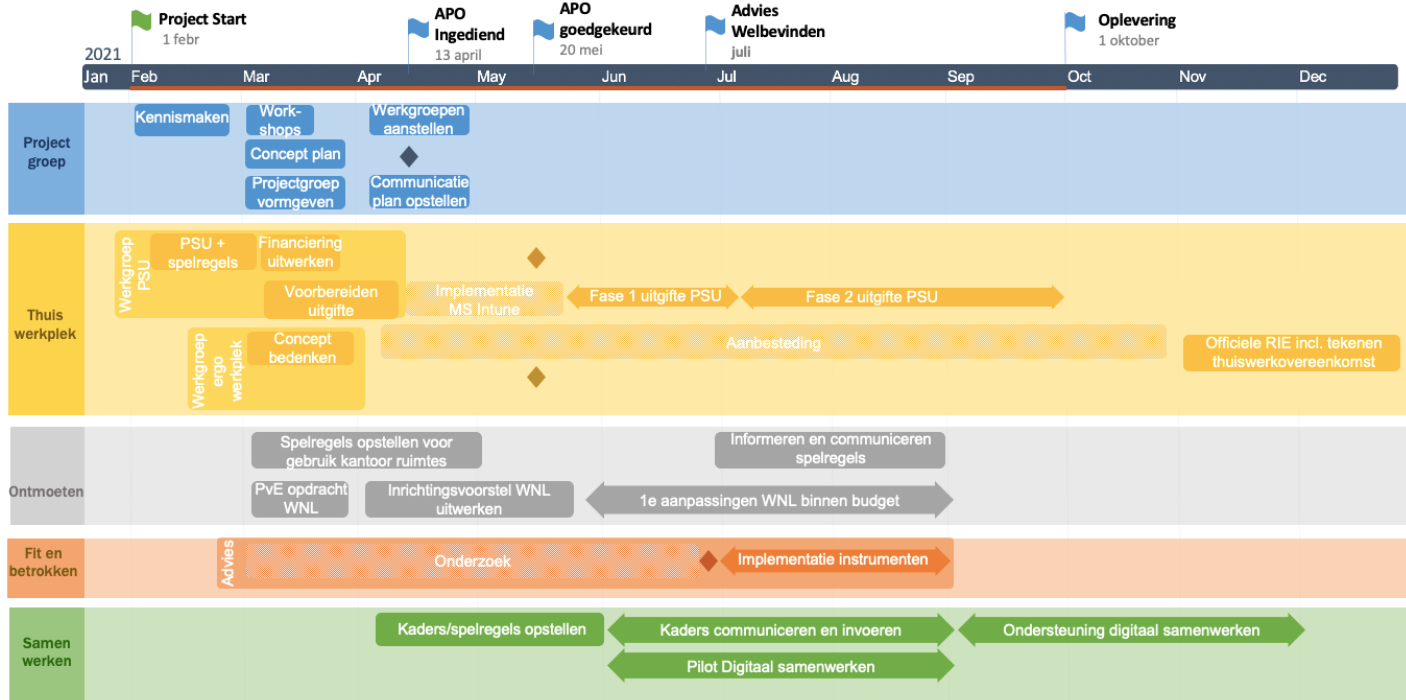 Project Start
1 febr
APO
Ingediend
13 april
APO
goedgekeurd
20 mei
Advies
Welbevinden
juli
Oplevering
1 oktober
2021
Jan Feb Mar Apr May Jun Jul Aug Sep Oct Nov Dec
Project
groep
Kennismaken
Work-
shops
Werkgroepen
aanstellen
Concept plan
Projectgroep
vormgeven
Communicatie
plan opstellen
Thuis
werkplek
Werkgroep
PSU
PSU +
spelregels
Financiering
uitwerken
Voorbereiden
uitgifte
Implementatie
MS Intune
Fase 1 uitgifte PSU
Fase 2 uitgifte PSU
Werkgroep
ergo
werkplek
Concept
bedenken
Aanbesteding
Officiele RIE incl. tekenen
thuiswerkovereenkomst
Ontmoeten
Spelregels opstellen voor
gebruik kantoor ruimtes
Informeren en communiceren
spelregels
PvE opdracht
WNL
Inrichtingsvoorstel WNL
uitwerken
1e aanpassingen WNL binnen budget
Fit en
betrokken
Advies
Onderzoek
Implementatie instrumenten
Samen
werken
Kaders/spelregels opstellen
Kaders communiceren en invoeren
Ondersteuning digitaal samenwerken
Pilot Digitaal samenwerken